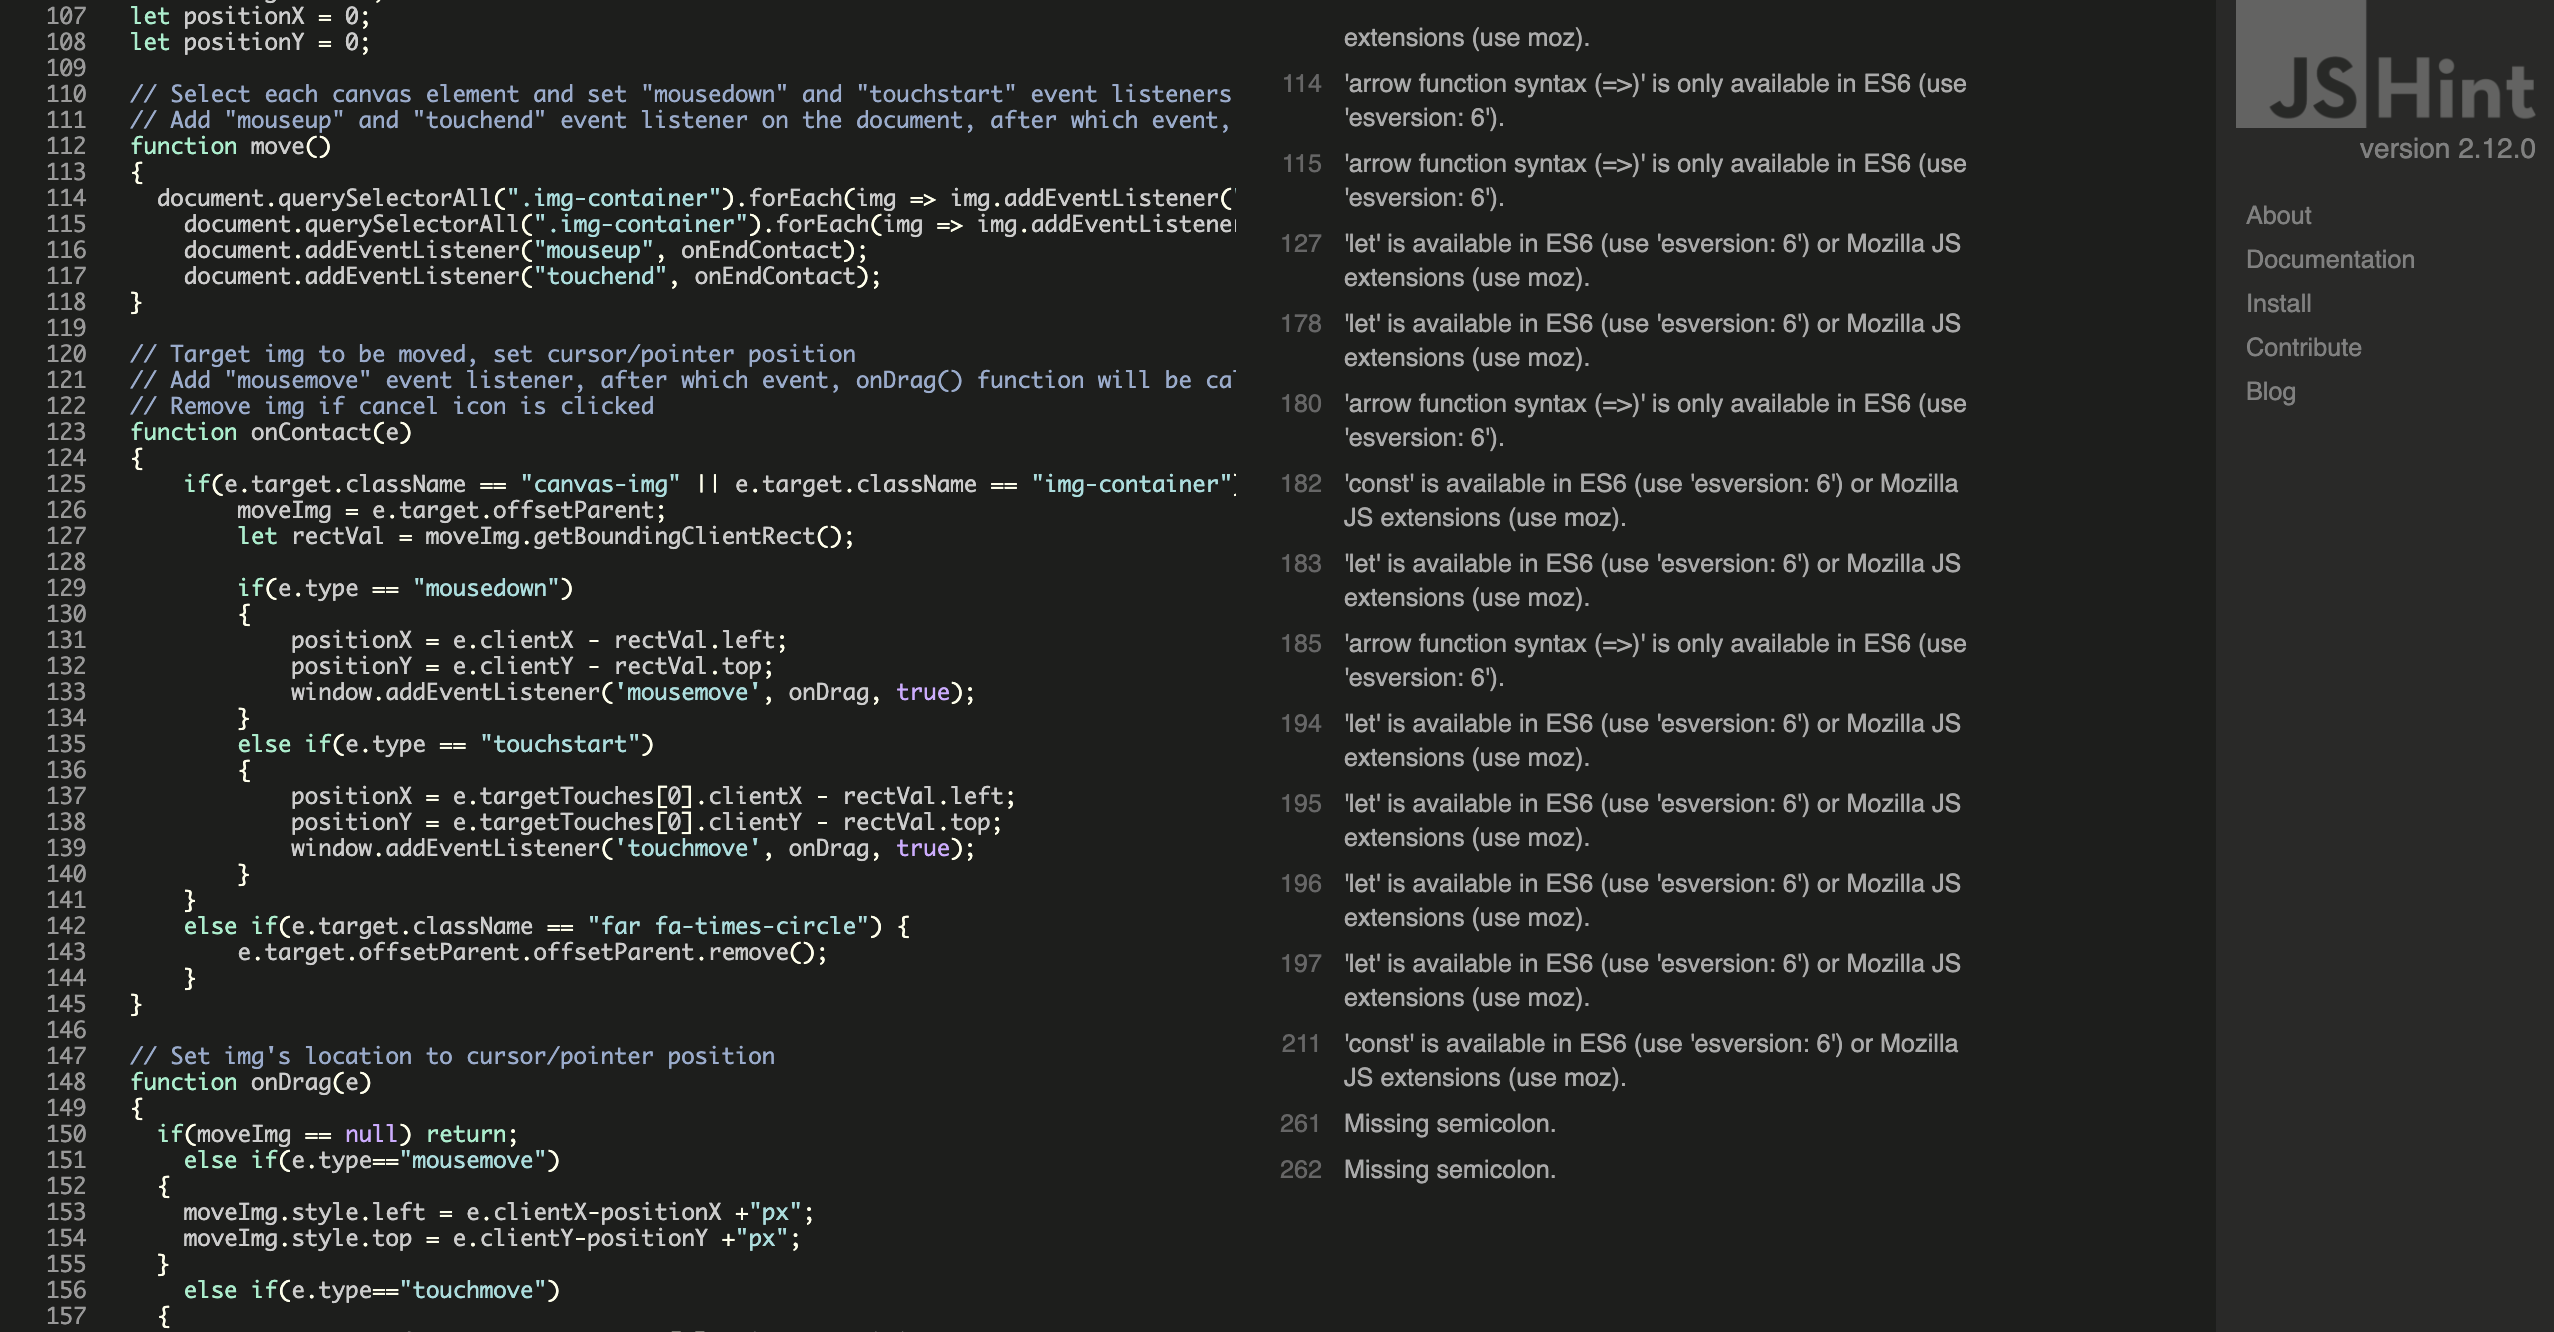 107 let positionX = 0;
108 let positionY = 0;
109
110 // Select each canvas element and set "mousedown" and "touchstart" event listeners
111 // Add "mouseup" and "touchend" event listener on the document, after which event,
112 function move()
113 {
114 document.querySelectorAll(".img-container").forEach(img => img.addEventListener(
115 document.querySelectorAll(".img-container").forEach(img => img.addEventListener
116 document.addEventListener("mouseup", onEndContact);
117 document.addEventListener("touchend", onEndContact);
118 }
119
120 // Target img to be moved, set cursor/pointer position
121 // Add "mousemove" event listener, after which event, onDrag() function will be ca
122 // Remove img if cancel icon is clicked
123 function onContact(e)
124 {
125 if(e.target.className == "canvas-img" || e.target.className == "img-container")
126 moveImg = e.target.offsetParent;
127 let rectVal = moveImg.getBoundingClientRect();
128
129 if(e.type == "mousedown")
130 {
131 positionX = e.clientX - rectVal.left;
132 positionY = e.clientY - rectVal.top;
133 window.addEventListener('mousemove', onDrag, true);
134 }
135 else if(e.type == "touchstart")
136 {
137 positionX = e.targetTouches[0].clientX - rectVal.left;
138 positionY = e.targetTouches[0].clientY - rectVal.top;
139 window.addEventListener('touchmove', onDrag, true);
140 }
141 }
142 else if(e.target.className == "far fa-times-circle") {
143 e.target.offsetParent.offsetParent.remove();
144 }
145 }
146
147 // Set img's location to cursor/pointer position
148 function onDrag(e)
149 {
150 if(moveImg == null) return;
151 else if(e.type=="mousemove")
152 {
153 moveImg.style.left = e.clientX-positionX +"px";
154 moveImg.style.top = e.clientY-positionY +"px";
155 }
156 else if(e.type=="touchmove")
157 {
extensions (use moz).
114 'arrow function syntax (=>)' is only available in ES6 (use
'esversion: 6').
115 'arrow function syntax (=>)' is only available in ES6 (use
'esversion: 6').
127 'let' is available in ES6 (use 'esversion: 6') or Mozilla JS
extensions (use moz).
178 'let' is available in ES6 (use 'esversion: 6') or Mozilla JS
extensions (use moz).
180 'arrow function syntax (=>)' is only available in ES6 (use
'esversion: 6').
182 'const' is available in ES6 (use 'esversion: 6') or Mozilla
JS extensions (use moz).
183 'let' is available in ES6 (use 'esversion: 6') or Mozilla JS
extensions (use moz).
185 'arrow function syntax (=>)' is only available in ES6 (use
'esversion: 6').
194 'let' is available in ES6 (use 'esversion: 6') or Mozilla JS
extensions (use moz).
195 'let' is available in ES6 (use 'esversion: 6') or Mozilla JS
extensions (use moz).
196 'let' is available in ES6 (use 'esversion: 6') or Mozilla JS
extensions (use moz).
197 'let' is available in ES6 (use 'esversion: 6') or Mozilla JS
extensions (use moz).
211 'const' is available in ES6 (use 'esversion: 6') or Mozilla
JS extensions (use moz).
261 Missing semicolon.
262 Missing semicolon.
JSHint
version 2.12.0
About
Documentation
Install
Contribute
Blog